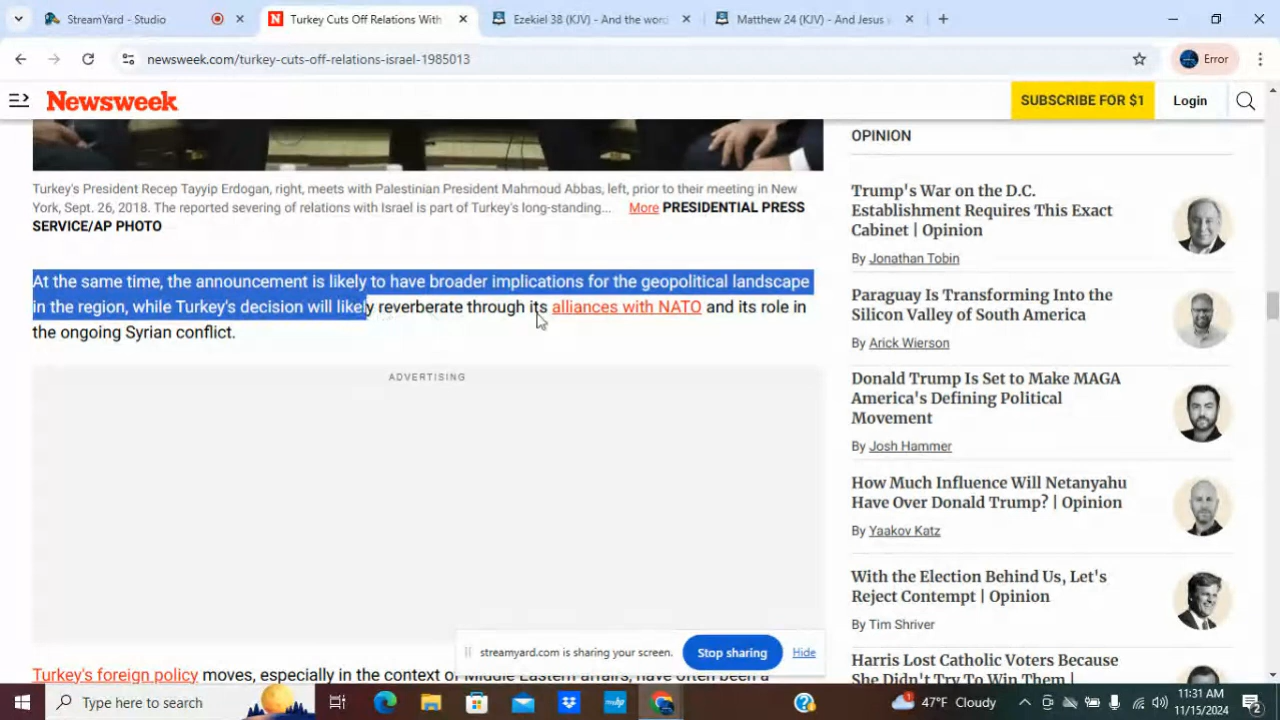 StreamYard - Studio
Turkey Cuts Off Relations With
Ezekiel 38 (KJV) - And the wor
Matthew 24 (KJV) - And Jesus
newsweek.com/turkey-cuts-off-relations-israel-1985013
Error
Newsweek
SUBSCRIBE FOR $1
Login
Turkey's President Recep Tayyip Erdogan, right, meets with Palestinian President Mahmoud Abbas, left, prior to their meeting in New
York, Sept. 26, 2018. The reported severing of relations with Israel is part of Turkey's long-standing... More PRESIDENTIAL PRESS
SERVICE/AP PHOTO
At the same time, the announcement is likely to have broader implications for the geopolitical landscape
in the region, while Turkey's decision will likely reverberate through its alliances with NATO and its role in
the ongoing Syrian conflict.
ADVERTISING
Turkey's foreign policy moves, especially in the context of Middle Eastern affairs, have often been a
OPINION
Trump's War on the D.C.
Establishment Requires This Exact
Cabinet | Opinion
By Jonathan Tobin
Paraguay Is Transforming Into the
Silicon Valley of South America
By Arick Wierson
Donald Trump Is Set to Make MAGA
America's Defining Political
Movement
By Josh Hammer
How Much Influence Will Netanyahu
Have Over Donald Trump? | Opinion
By Yaakov Katz
With the Election Behind Us, Let's
Reject Contempt | Opinion
By Tim Shriver
Harris Lost Catholic Voters Because
She Didn't Try to Win Them |
streamyard.com is sharing your screen.
Stop sharing
Hide
Type here to search
1
47°F Cloudy
11:31 AM
11/15/2024
2